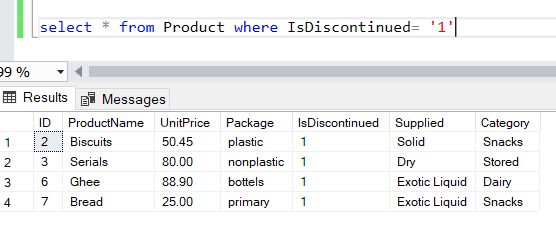 select * from Product where IsDiscontinued= '1'
99 %
Results Messages
ID ProductName UnitPrice Package IsDiscontinued Supplied Category
1 2 Biscuits 50.45 plastic 1 Solid Snacks
2 3 Serials 80.00 nonplastic 1 Dry Stored
3 6 Ghee 88.90 bottels 1 Exotic Liquid Dairy
4 7 Bread 25.00 primary 1 Exotic Liquid Snacks